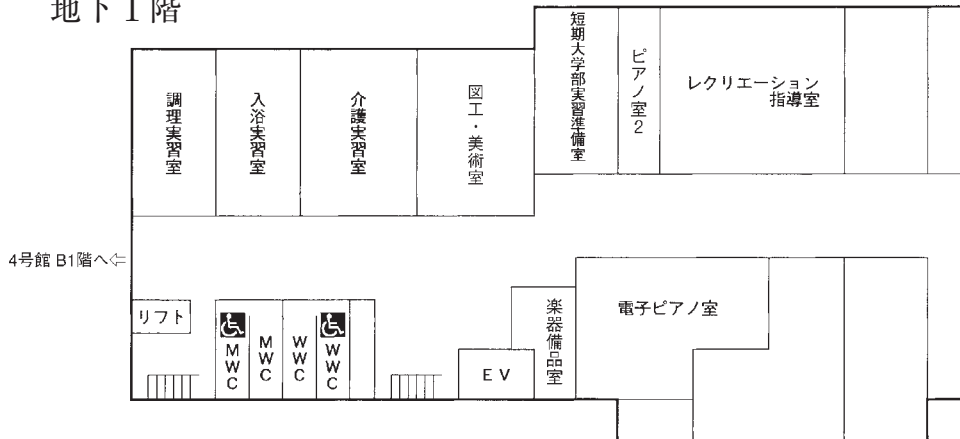 地下１階
調理実習室
入浴実習室
介護実習室
図工・美術室
短期大学部実習準備室
ピアノ室2
レクリエーション
指導室
4号館 B1階へ⇦
リフト
MWC
MWC
WWC
WWC
EV
楽器備品室
電子ピアノ室